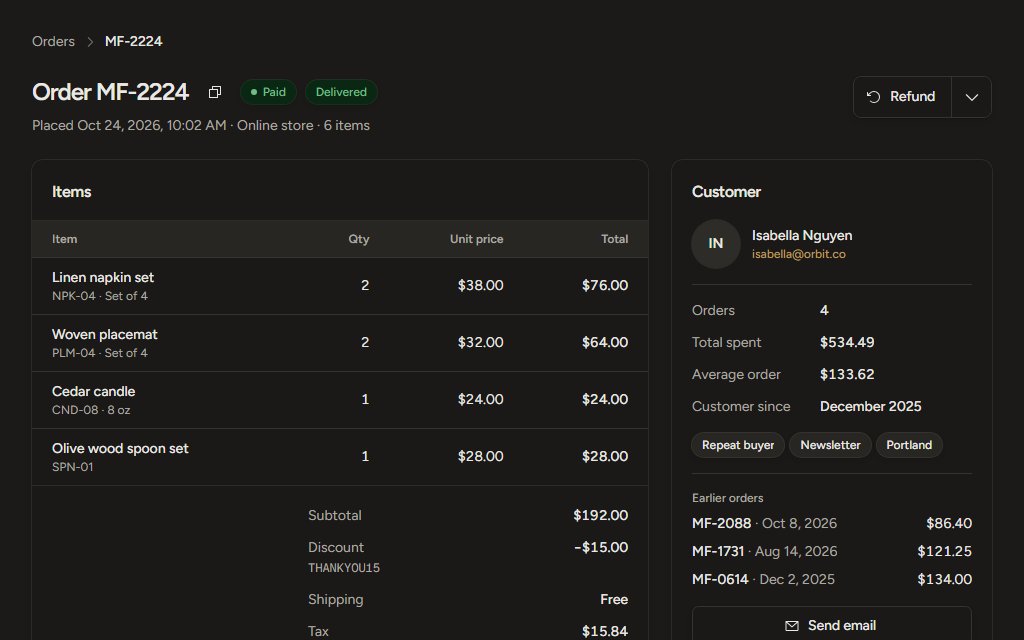 Orders > MF-2224
Order MF-2224 Paid Delivered
Refund
Placed Oct 24, 2026, 10:02 AM · Online store · 6 items
Items
Item Qty Unit price Total
Linen napkin set 2 $38.00 $76.00
NPK-04 · Set of 4
Woven placemat 2 $32.00 $64.00
PLM-04 · Set of 4
Cedar candle 1 $24.00 $24.00
CND-08 · 8 oz
Olive wood spoon set 1 $28.00 $28.00
SPN-01
Subtotal $192.00
Discount -$15.00
THANKYOU15
Shipping Free
Tax $15.84
Customer
IN
Isabella Nguyen
isabella@orbit.co
Orders 4
Total spent $534.49
Average order $133.62
Customer since December 2025
Repeat buyer Newsletter Portland
Earlier orders
MF-2088 · Oct 8, 2026 $86.40
MF-1731 · Aug 14, 2026 $121.25
MF-0614 · Dec 2, 2025 $134.00
Send email